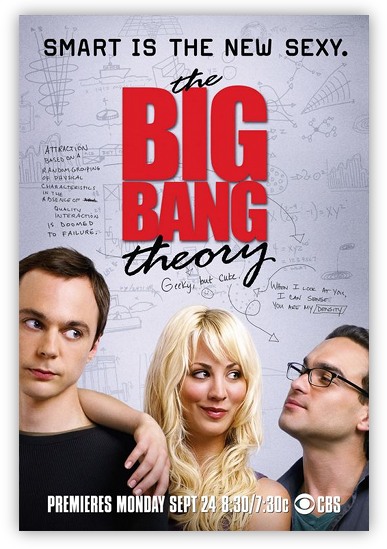 SMART IS THE NEW SEXY.
the
BIG
BANG
theory
ATTRACTION
BASED ON A
RANDOM GROUPING
OF PHYSICAL
CHARACTERISTICS
IN THE
ABSENCE OF
QUALITY
INTERACTION
IS DOOMED
TO FAILURE.
Geeky, but cute.
WHEN I LOOK AT YOU,
I CAN SENSE
YOU ARE MY DENSITY
PREMIERES MONDAY SEPT 24 8:30/7:30c CBS